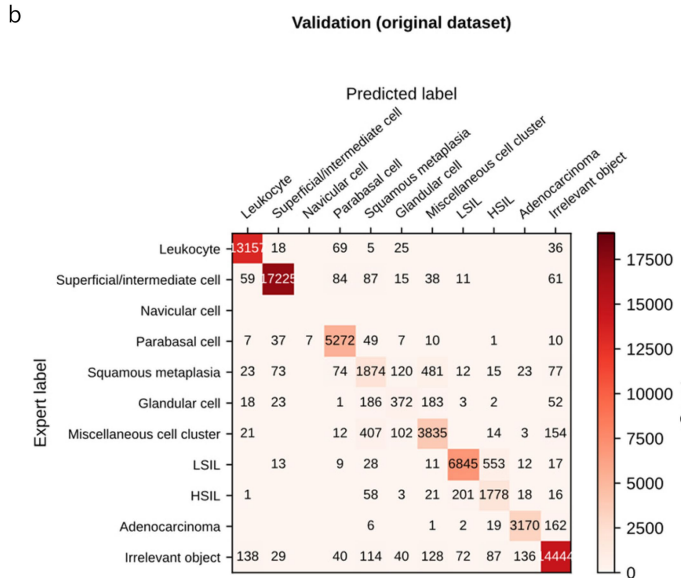 b
Validation (original dataset)
Predicted label
Leukocyte
Superficial/intermediate cell
Navicular cell
Parabasal cell
Squamous metaplasia
Glandular cell
Miscellaneous cell cluster
LSIL
HSIL
Adenocarcinoma
Irrelevant object
Expert label
Leukocyte 13157 18 69 5 25 36
Superficial/intermediate cell 59 17225 84 87 15 38 11 61
Navicular cell
Parabasal cell 7 37 7 5272 49 7 10 1 10
Squamous metaplasia 23 73 74 1874 120 481 12 15 23 77
Glandular cell 18 23 1 186 372 183 3 2 52
Miscellaneous cell cluster 21 12 407 102 3835 14 3 154
LSIL 13 9 28 11 6845 553 12 17
HSIL 1 58 3 21 201 1778 18 16
Adenocarcinoma 6 1 2 19 3170 162
Irrelevant object 138 29 40 114 40 128 72 87 136 14444
17500
15000
12500
10000
7500
5000
2500
0